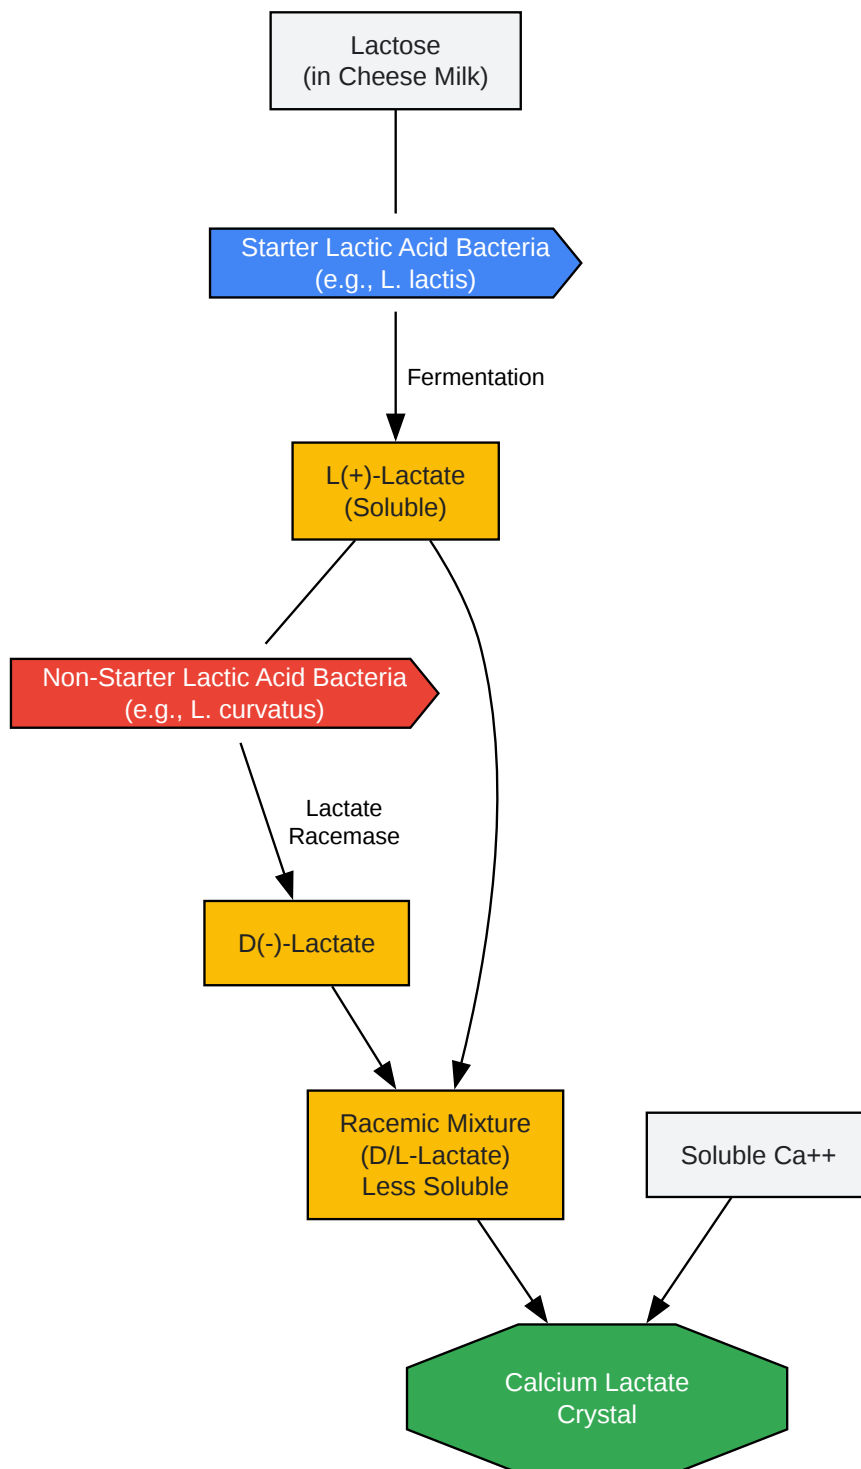 Lactose
(in Cheese Milk)
Starter Lactic Acid Bacteria
(e.g., L. lactis)
Fermentation
L(+)-Lactate
(Soluble)
Non-Starter Lactic Acid Bacteria
(e.g., L. curvatus)
Lactate
Racemase
D(-)-Lactate
Racemic Mixture
(D/L-Lactate)
Less Soluble
Soluble Ca++
Calcium Lactate
Crystal